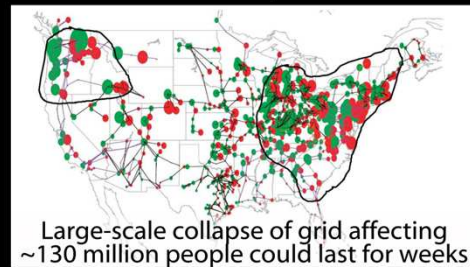 Large-scale collapse of grid affecting
~130 million people could last for weeks